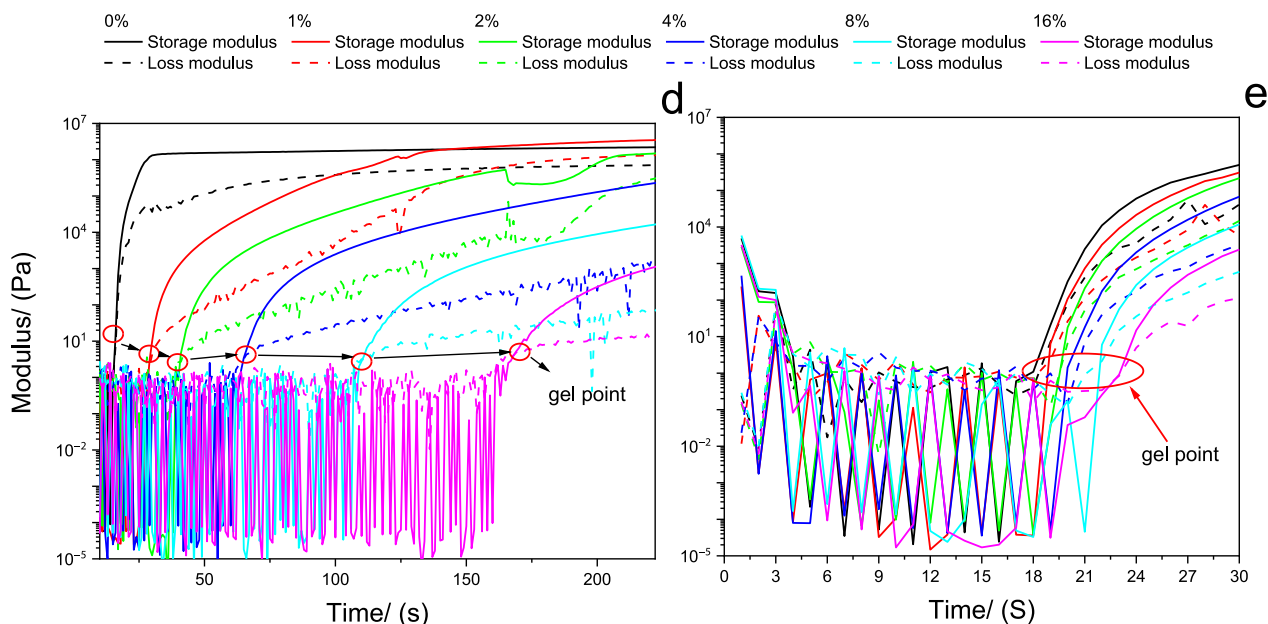 0% 1% 2% 4% 8% 16%
Storage modulus Storage modulus Storage modulus Storage modulus Storage modulus Storage modulus
Loss modulus Loss modulus Loss modulus Loss modulus Loss modulus Loss modulus
d e
10^7
10^4
10^1
10^-2
10^-5
Modulus/ (Pa)
gel point
50 100 150 200
Time/ (s)
10^7
10^4
10^1
10^-2
10^-5
gel point
0 3 6 9 12 15 18 21 24 27 30
Time/ (S)